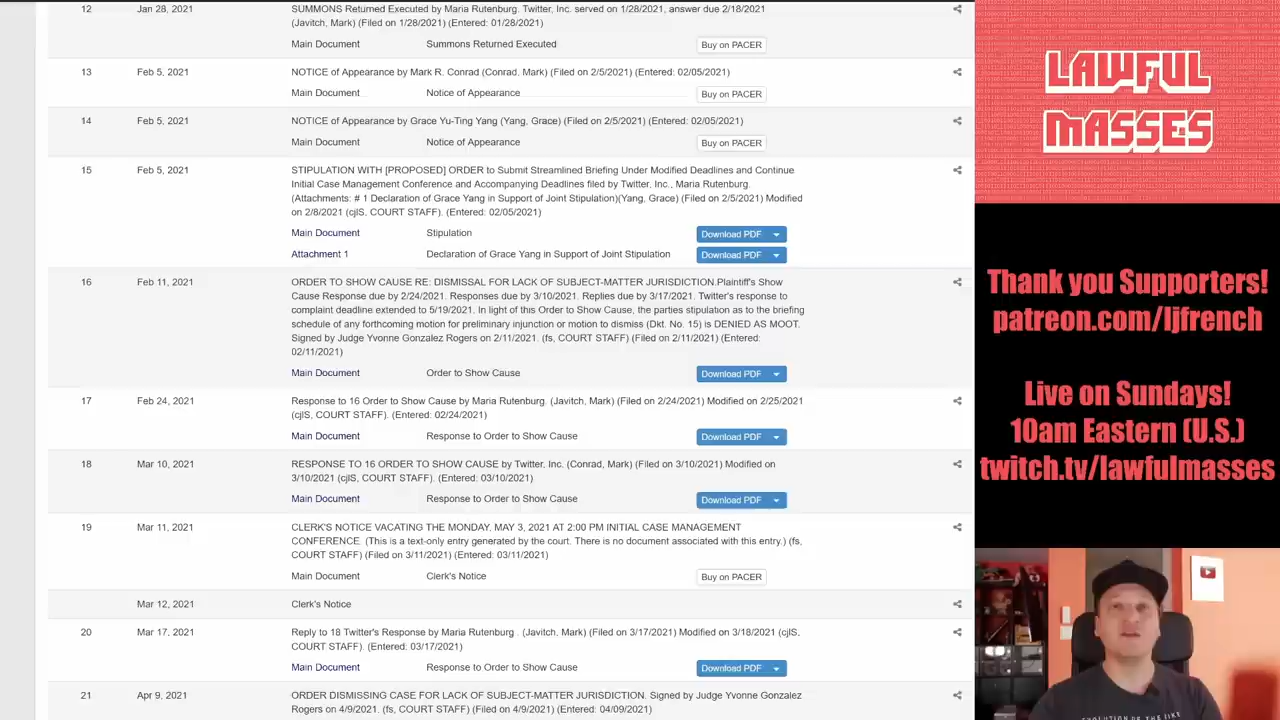 12 Jan 28, 2021 SUMMONS Returned Executed by Maria Rutenburg. Twitter, Inc. served on 1/28/2021, answer due 2/18/2021
(Javitch, Mark) (Filed on 1/28/2021) (Entered: 01/28/2021)
Main Document Summons Returned Executed Buy on PACER
13 Feb 5, 2021 NOTICE of Appearance by Mark R. Conrad (Conrad, Mark) (Filed on 2/5/2021) (Entered: 02/05/2021)
Main Document Notice of Appearance Buy on PACER
14 Feb 5, 2021 NOTICE of Appearance by Grace Yu-Ting Yang (Yang, Grace) (Filed on 2/5/2021) (Entered: 02/05/2021)
Main Document Notice of Appearance Buy on PACER
15 Feb 5, 2021 STIPULATION WITH [PROPOSED] ORDER to Submit Streamlined Briefing Under Modified Deadlines and Continue
Initial Case Management Conference and Accompanying Deadlines filed by Twitter, Inc., Maria Rutenburg.
(Attachments: # 1 Declaration of Grace Yang in Support of Joint Stipulation)(Yang, Grace) (Filed on 2/5/2021) Modified
on 2/8/2021 (cjlS, COURT STAFF). (Entered: 02/05/2021)
Main Document Stipulation Download PDF
Attachment 1 Declaration of Grace Yang in Support of Joint Stipulation Download PDF
16 Feb 11, 2021 ORDER TO SHOW CAUSE RE: DISMISSAL FOR LACK OF SUBJECT-MATTER JURISDICTION.Plaintiff's Show
Cause Response due by 2/24/2021. Responses due by 3/10/2021. Replies due by 3/17/2021. Twitter's response to
complaint deadline extended to 5/19/2021. In light of this Order to Show Cause, the parties stipulation as to the briefing
schedule of any forthcoming motion for preliminary injunction or motion to dismiss (Dkt. No. 15) is DENIED AS MOOT.
Signed by Judge Yvonne Gonzalez Rogers on 2/11/2021. (fs, COURT STAFF) (Filed on 2/11/2021) (Entered:
02/11/2021)
Main Document Order to Show Cause Download PDF
17 Feb 24, 2021 Response to 16 Order to Show Cause by Maria Rutenburg. (Javitch, Mark) (Filed on 2/24/2021) Modified on 2/25/2021
(cjlS, COURT STAFF). (Entered: 02/24/2021)
Main Document Response to Order to Show Cause Download PDF
18 Mar 10, 2021 RESPONSE TO 16 ORDER TO SHOW CAUSE by Twitter, Inc. (Conrad, Mark) (Filed on 3/10/2021) Modified on
3/10/2021 (cjlS, COURT STAFF). (Entered: 03/10/2021)
Main Document Response to Order to Show Cause Download PDF
19 Mar 11, 2021 CLERK'S NOTICE VACATING THE MONDAY, MAY 3, 2021 AT 2:00 PM INITIAL CASE MANAGEMENT
CONFERENCE. (This is a text-only entry generated by the court. There is no document associated with this entry.) (fs,
COURT STAFF) (Filed on 3/11/2021) (Entered: 03/11/2021)
Main Document Clerk's Notice Buy on PACER
Mar 12, 2021 Clerk's Notice
20 Mar 17, 2021 Reply to 18 Twitter's Response by Maria Rutenburg . (Javitch, Mark) (Filed on 3/17/2021) Modified on 3/18/2021 (cjlS,
COURT STAFF). (Entered: 03/17/2021)
Main Document Response to Order to Show Cause Download PDF
21 Apr 9, 2021 ORDER DISMISSING CASE FOR LACK OF SUBJECT-MATTER JURISDICTION. Signed by Judge Yvonne Gonzalez
Rogers on 4/9/2021. (fs, COURT STAFF) (Filed on 4/9/2021) (Entered: 04/09/2021)
LAWFUL
MASSES
Thank you Supporters!
patreon.com/ljfrench
Live on Sundays!
10am Eastern (U.S.)
twitch.tv/lawfulmasses